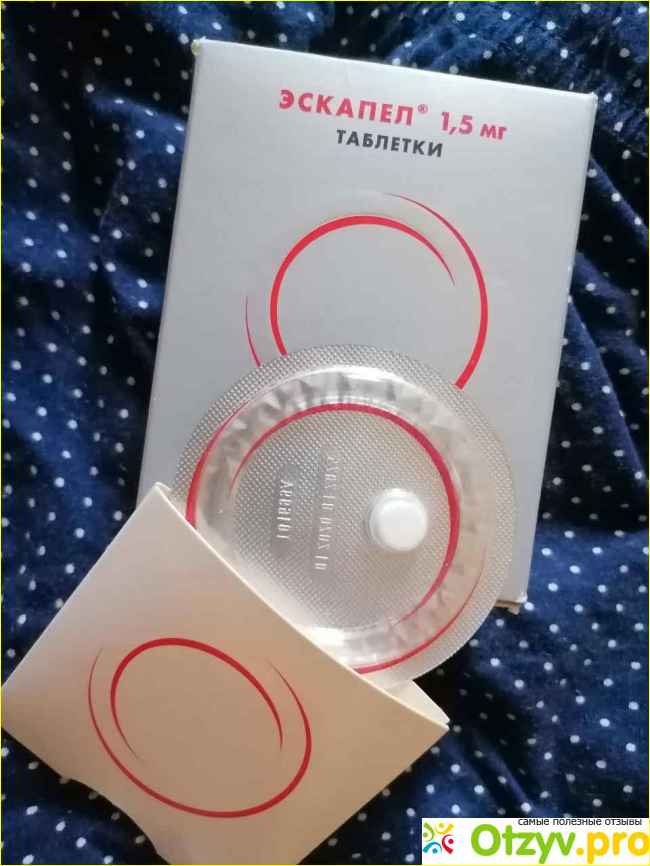 ЭСКАПЕЛ® 1,5 мг
ТАБЛЕТКИ
самые полезные отзывы
Otzyv.pro